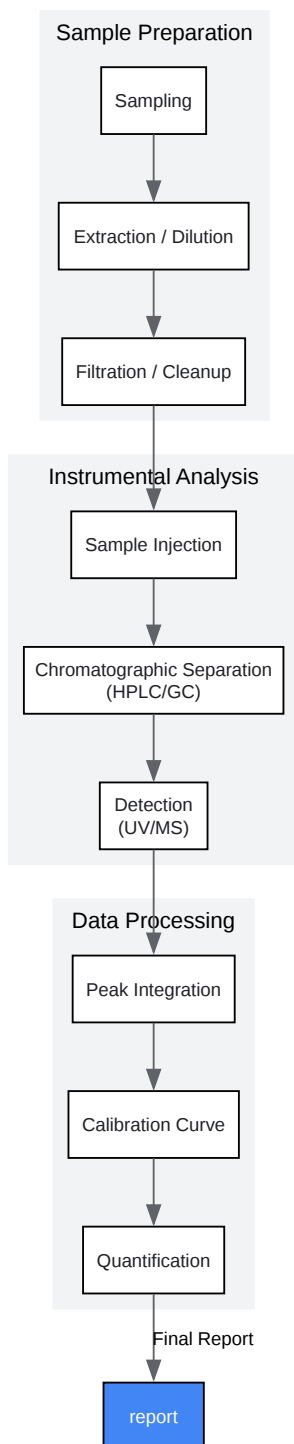 Sample Preparation
Sampling
Extraction / Dilution
Filtration / Cleanup
Instrumental Analysis
Sample Injection
Chromatographic Separation
(HPLC/GC)
Detection
(UV/MS)
Data Processing
Peak Integration
Calibration Curve
Quantification
Final Report
report